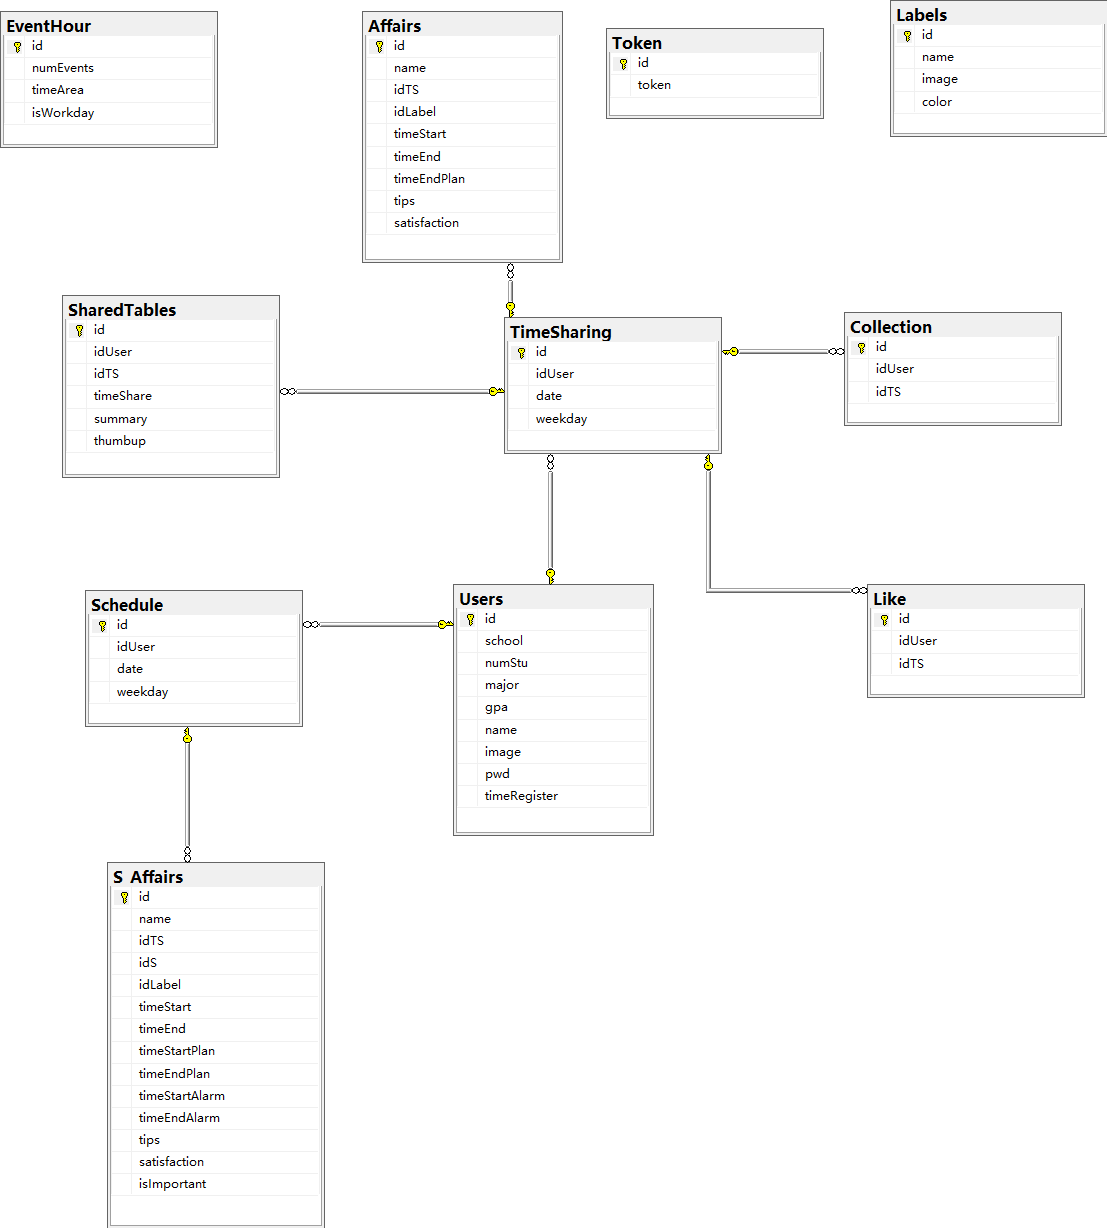 EventHour
id
numEvents
timeArea
isWorkday
Affairs
id
name
idTS
idLabel
timeStart
timeEnd
timeEndPlan
tips
satisfaction
Token
id
token
Labels
id
name
image
color
SharedTables
id
idUser
idTS
timeShare
summary
thumbup
TimeSharing
id
idUser
date
weekday
Collection
id
idUser
idTS
Schedule
id
idUser
date
weekday
Users
id
school
numStu
major
gpa
name
image
pwd
timeRegister
Like
id
idUser
idTS
S_Affairs
id
name
idTS
idS
idLabel
timeStart
timeEnd
timeStartPlan
timeEndPlan
timeStartAlarm
timeEndAlarm
tips
satisfaction
isImportant